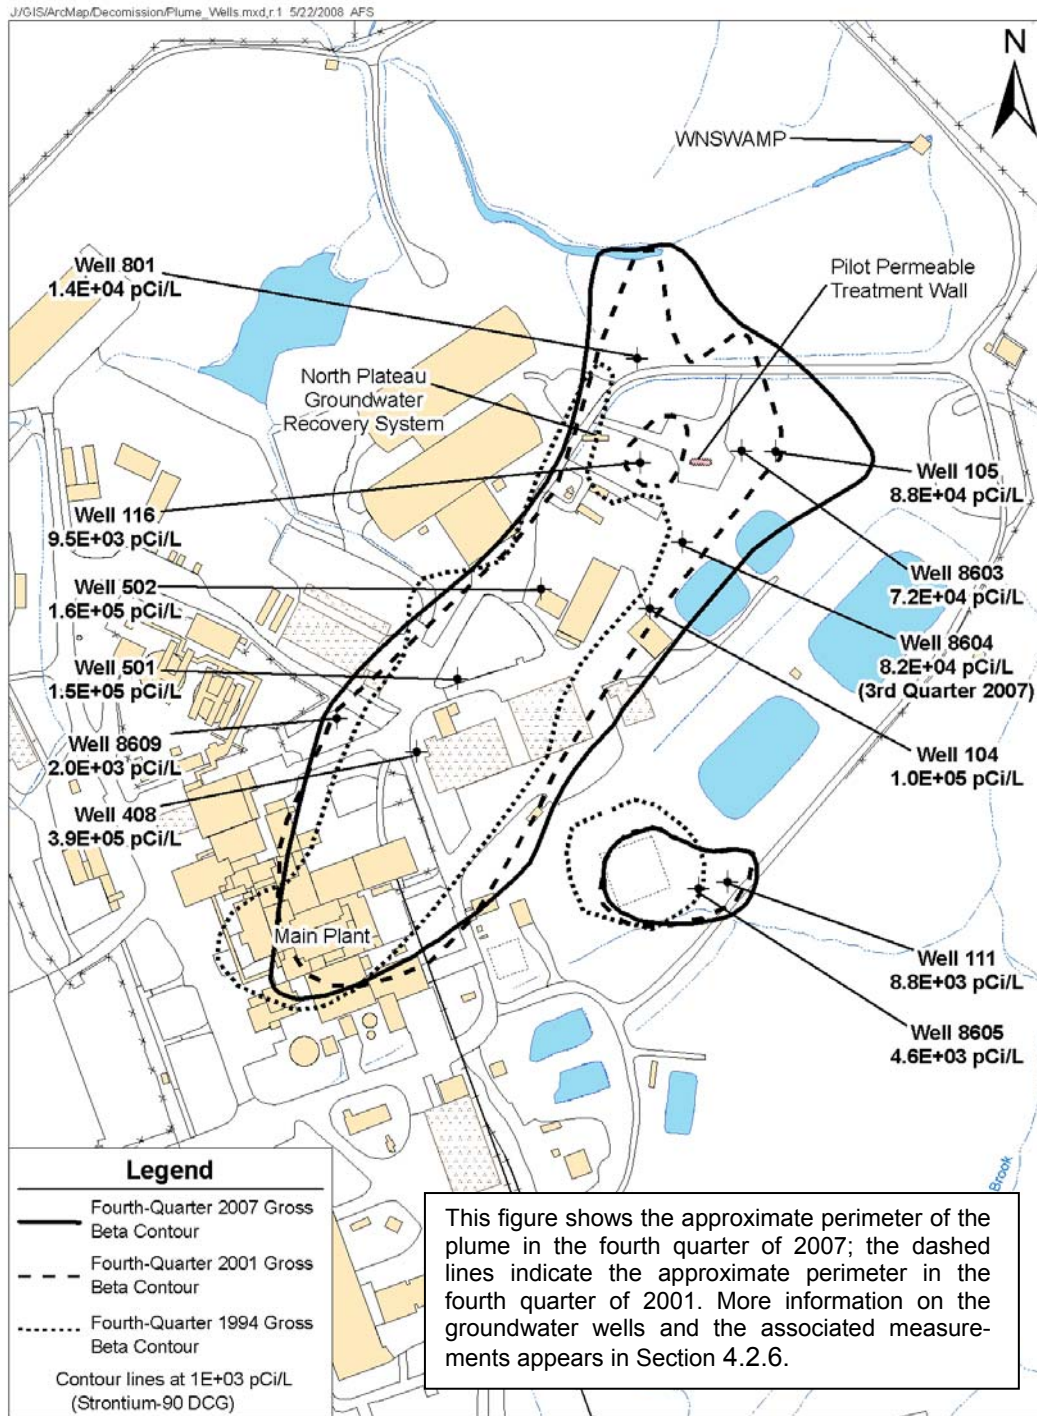 J:/GIS/ArcMap/Decomission/Plume_Wells.mxd,r.1 5/22/2008 AFS
N
WNSWAMP
Well 801
1.4E+04 pCi/L
Pilot Permeable
Treatment Wall
North Plateau
Groundwater
Recovery System
Well 105
8.8E+04 pCi/L
Well 116
9.5E+03 pCi/L
Well 8603
7.2E+04 pCi/L
Well 502
1.6E+05 pCi/L
Well 8604
8.2E+04 pCi/L
(3rd Quarter 2007)
Well 501
1.5E+05 pCi/L
Well 8609
2.0E+03 pCi/L
Well 104
1.0E+05 pCi/L
Well 408
3.9E+05 pCi/L
Main Plant
Well 111
8.8E+03 pCi/L
Well 8605
4.6E+03 pCi/L
Brook
Legend
Fourth-Quarter 2007 Gross
Beta Contour
Fourth-Quarter 2001 Gross
Beta Contour
Fourth-Quarter 1994 Gross
Beta Contour
Contour lines at 1E+03 pCi/L
(Strontium-90 DCG)
This figure shows the approximate perimeter of the
plume in the fourth quarter of 2007; the dashed
lines indicate the approximate perimeter in the
fourth quarter of 2001. More information on the
groundwater wells and the associated measure-
ments appears in Section 4.2.6.